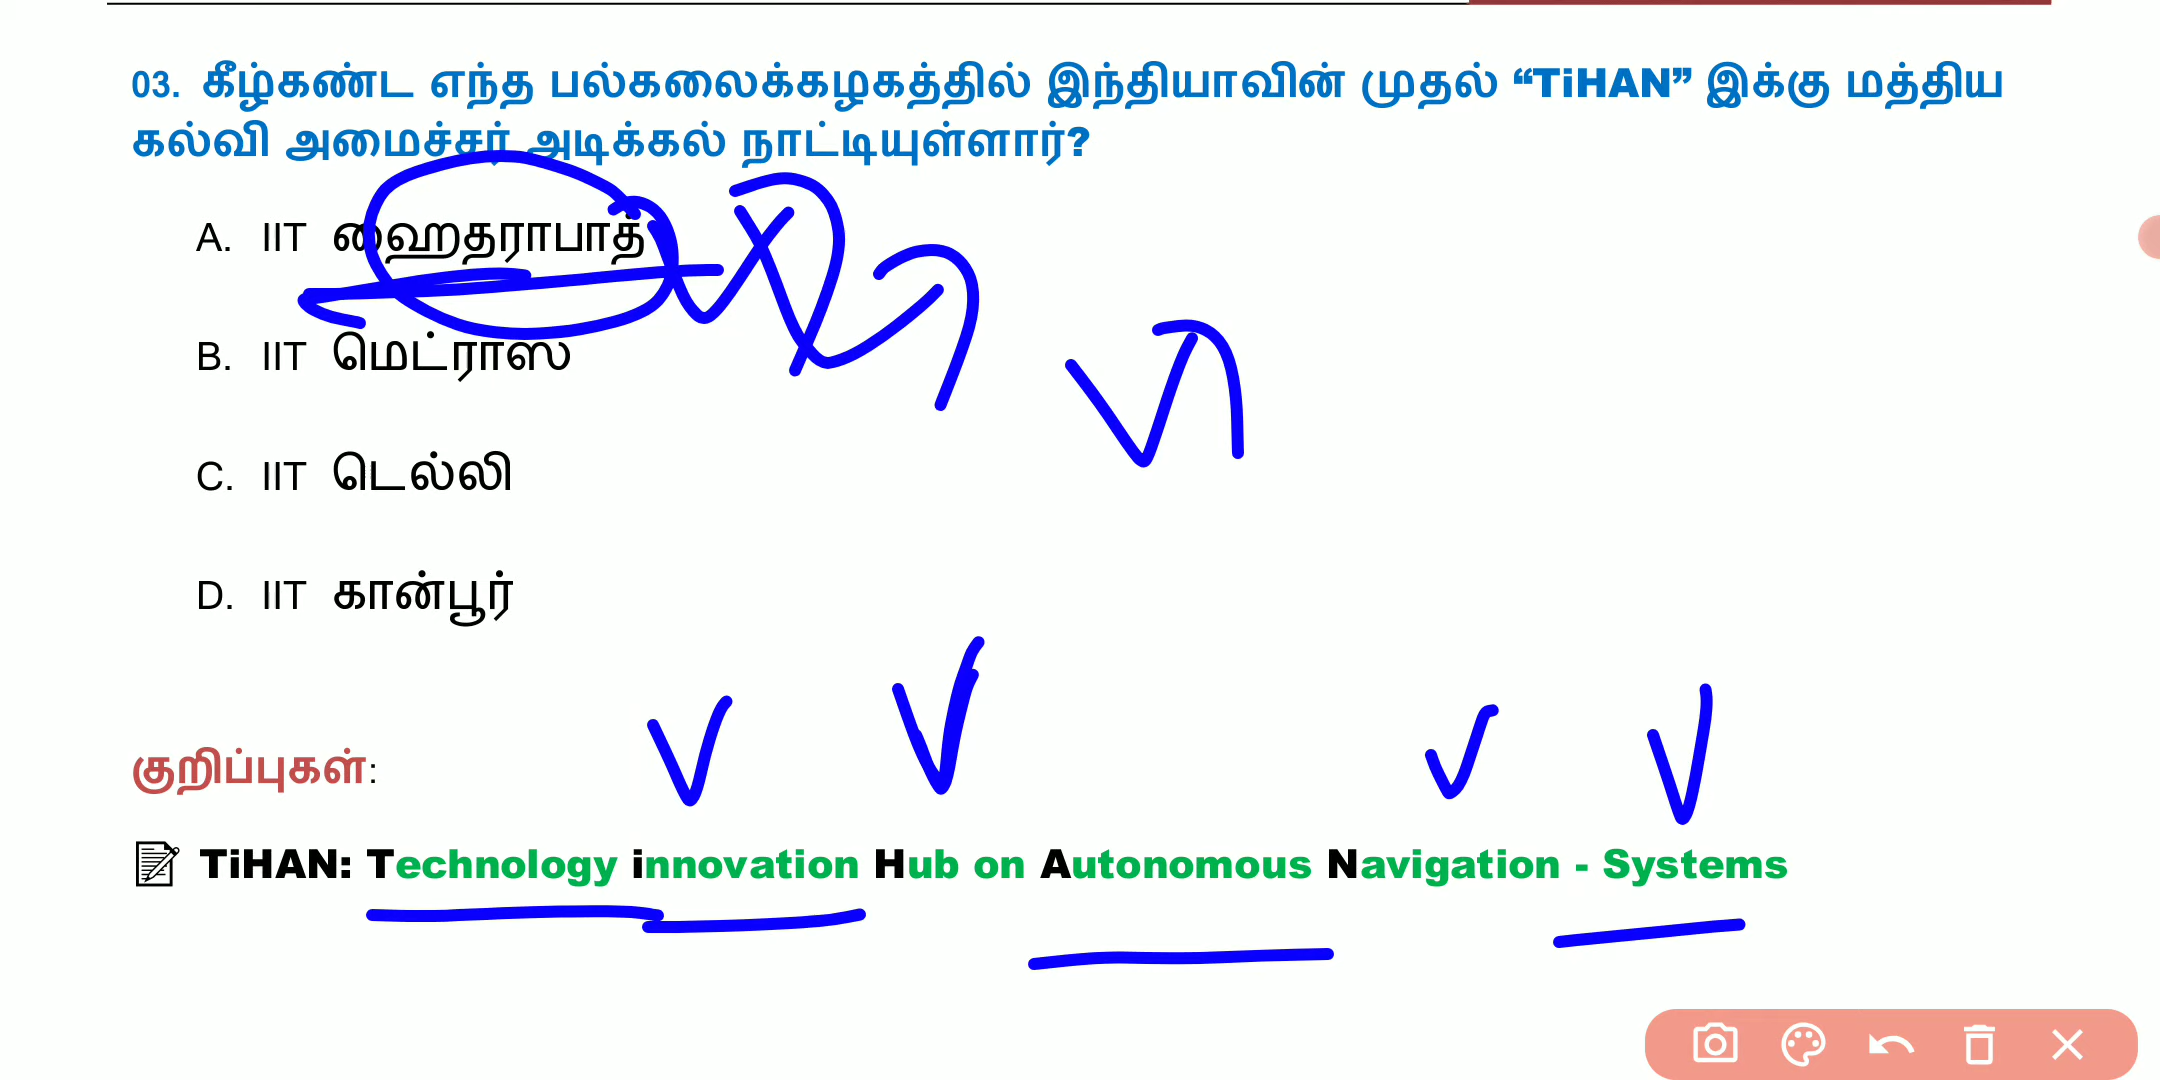 03. கீழ்கண்ட எந்த பல்கலைக்கழகத்தில் இந்தியாவின் முதல் “TiHAN” இக்கு மத்திய
கல்வி அமைச்சர் அடிக்கல் நாட்டியுள்ளார்?
A. IIT ஹைதராபாத்
B. IIT மெட்ராஸ்
C. IIT டெல்லி
D. IIT கான்பூர்
குறிப்புகள்:
TiHAN: Technology innovation Hub on Autonomous Navigation - Systems